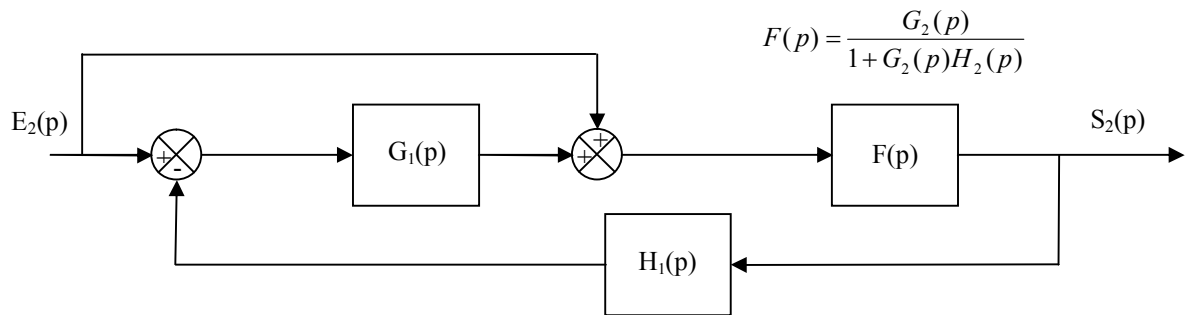 F(p) = G₂(p) / (1 + G₂(p)H₂(p))
E₂(p)
+
-
G₁(p)
+
+
F(p)
S₂(p)
H₁(p)